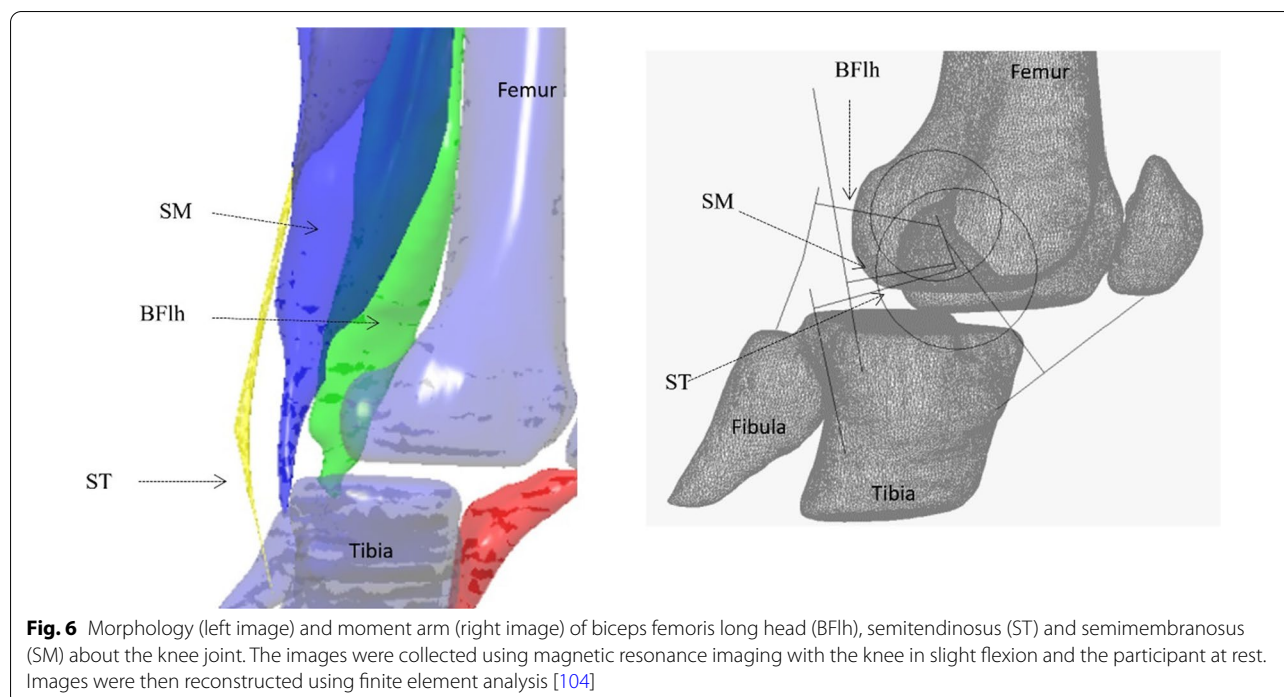 Femur
SM
BFlh
ST
Tibia
BFlh
Femur
SM
ST
Fibula
Tibia
Fig. 6 Morphology (left image) and moment arm (right image) of biceps femoris long head (BFlh), semitendinosus (ST) and semimembranosus
(SM) about the knee joint. The images were collected using magnetic resonance imaging with the knee in slight flexion and the participant at rest.
Images were then reconstructed using finite element analysis [104]